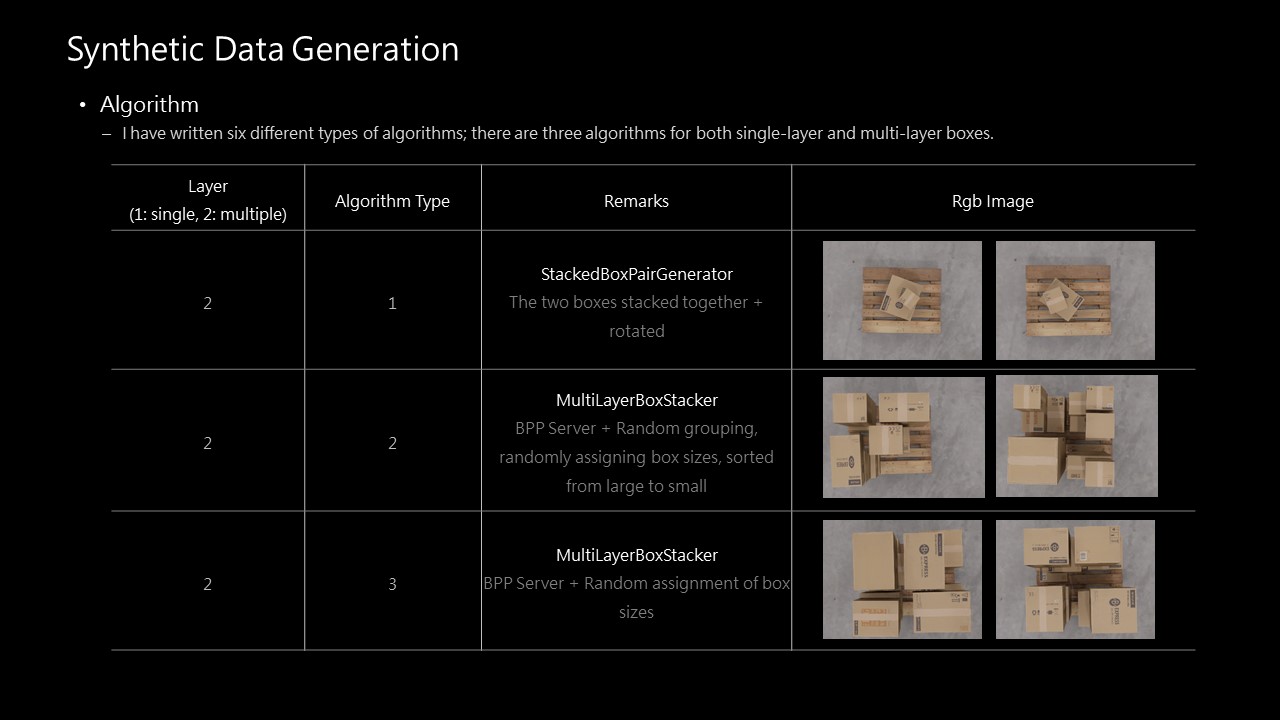 Synthetic Data Generation
• Algorithm
– I have written six different types of algorithms; there are three algorithms for both single-layer and multi-layer boxes.
Layer
(1: single, 2: multiple)
Algorithm Type
Remarks
Rgb Image
2
1
StackedBoxPairGenerator
The two boxes stacked together +
rotated
2
2
MultiLayerBoxStacker
BPP Server + Random grouping,
randomly assigning box sizes, sorted
from large to small
2
3
MultiLayerBoxStacker
BPP Server + Random assignment of box
sizes
EXPRESS
EXPRESS
EXPRESS